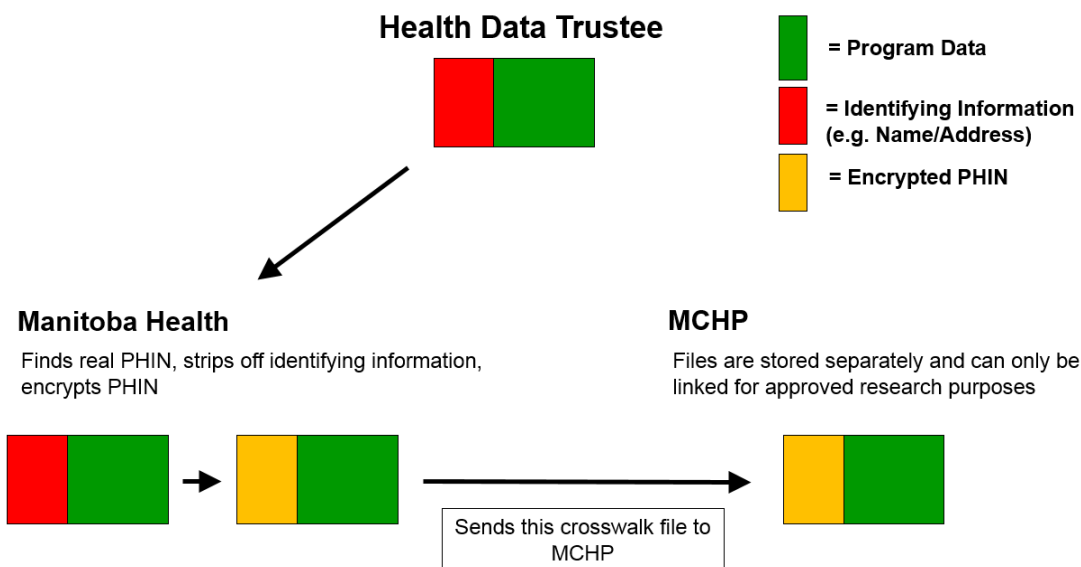 Health Data Trustee
= Program Data
= Identifying Information
(e.g. Name/Address)
= Encrypted PHIN
Manitoba Health
Finds real PHIN, strips off identifying information,
encrypts PHIN
MCHP
Files are stored separately and can only be
linked for approved research purposes
Sends this crosswalk file to
MCHP